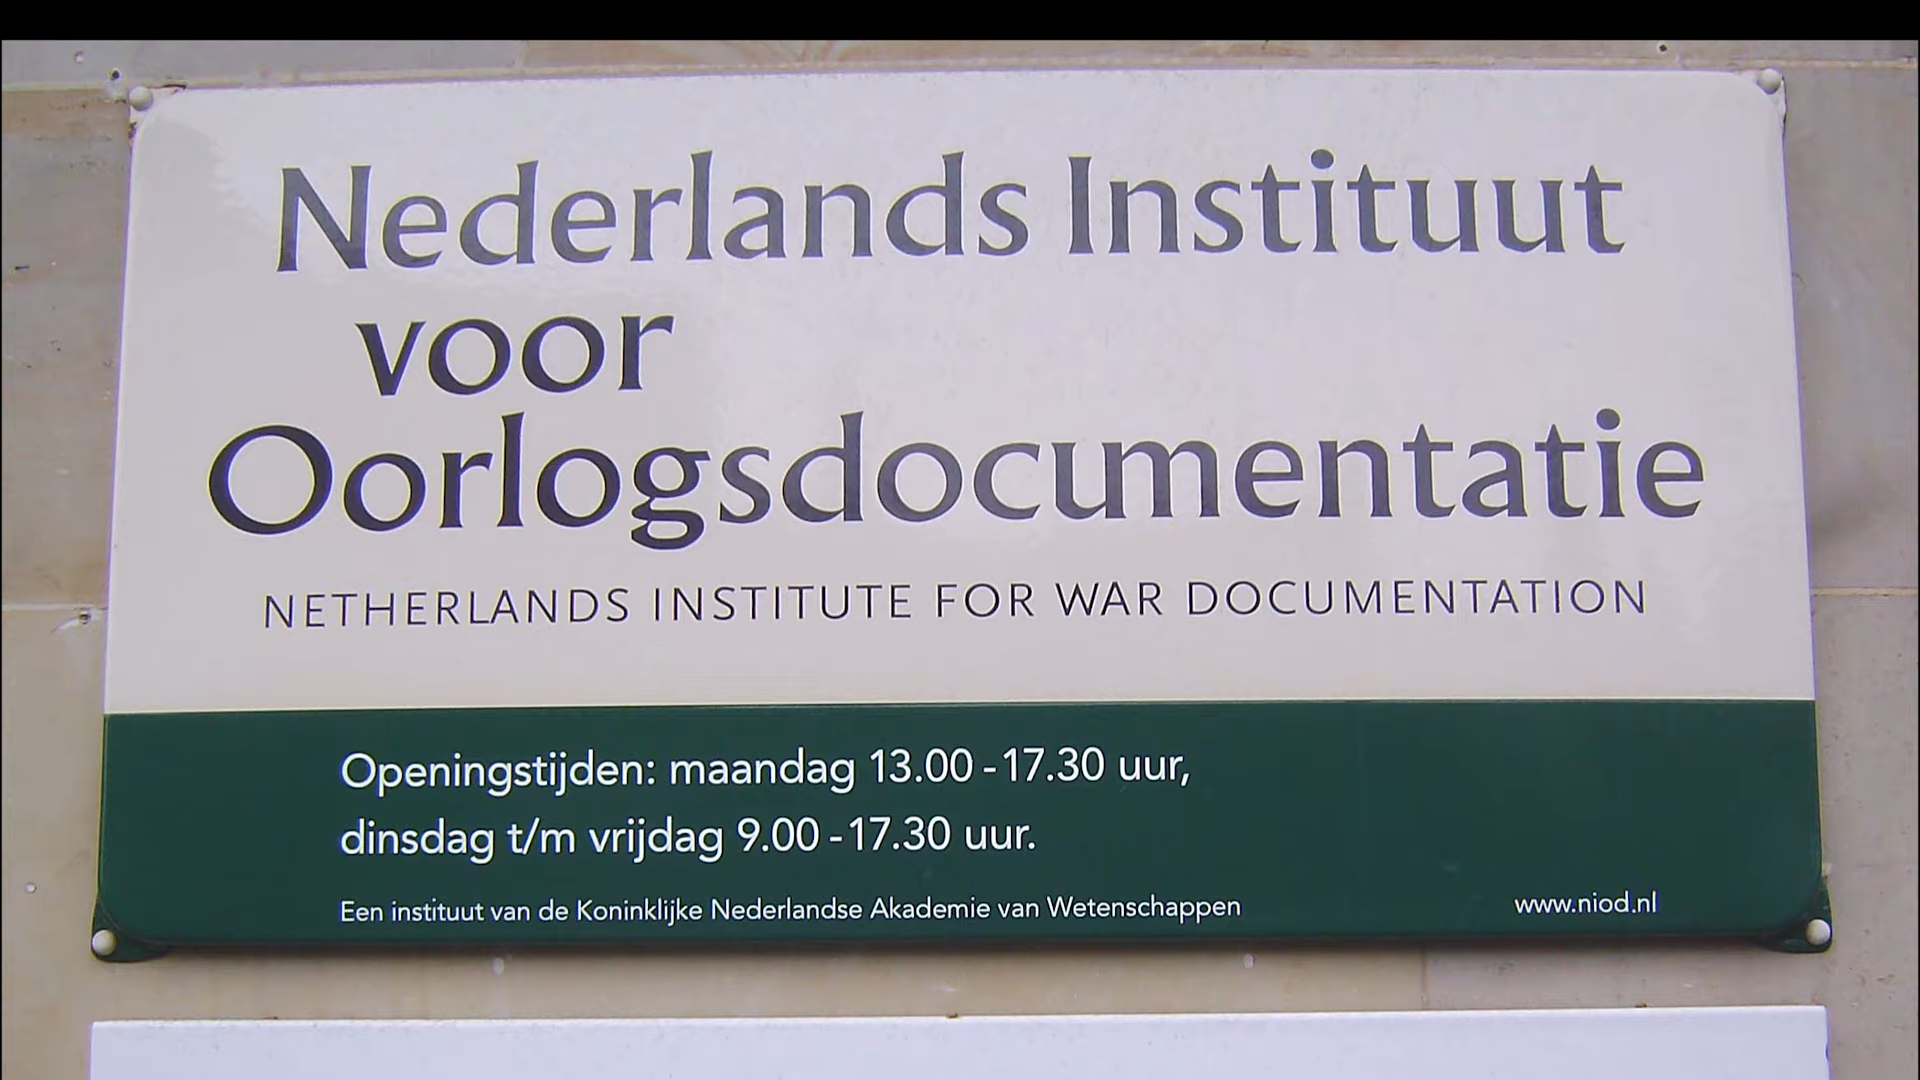 Nederlands Instituut
voor
Oorlogsdocumentatie
NETHERLANDS INSTITUTE FOR WAR DOCUMENTATION
Openingstijden: maandag 13.00 - 17.30 uur,
dinsdag t/m vrijdag 9.00 - 17.30 uur.
Een instituut van de Koninklijke Nederlandse Akademie van Wetenschappen
www.niod.nl